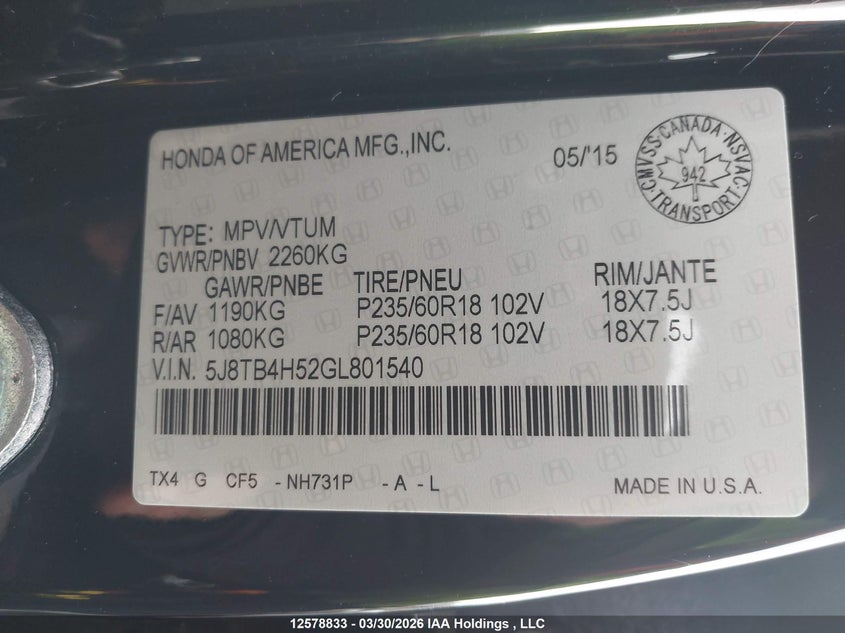 HONDA OF AMERICA MFG.,INC.
05/'15
CMVSS·CANADA·NSVAC·TRANSPORT·
942
TYPE: MPV/VTUM
GVWR/PNBV 2260KG
GAWR/PNBE TIRE/PNEU RIM/JANTE
F/AV 1190KG P235/60R18 102V 18X7.5J
R/AR 1080KG P235/60R18 102V 18X7.5J
V.I.N. 5J8TB4H52GL801540
TX4 G CF5 - NH731P - A - L MADE IN U.S.A.
12578833 - 03/30/2026 IAA Holdings , LLC